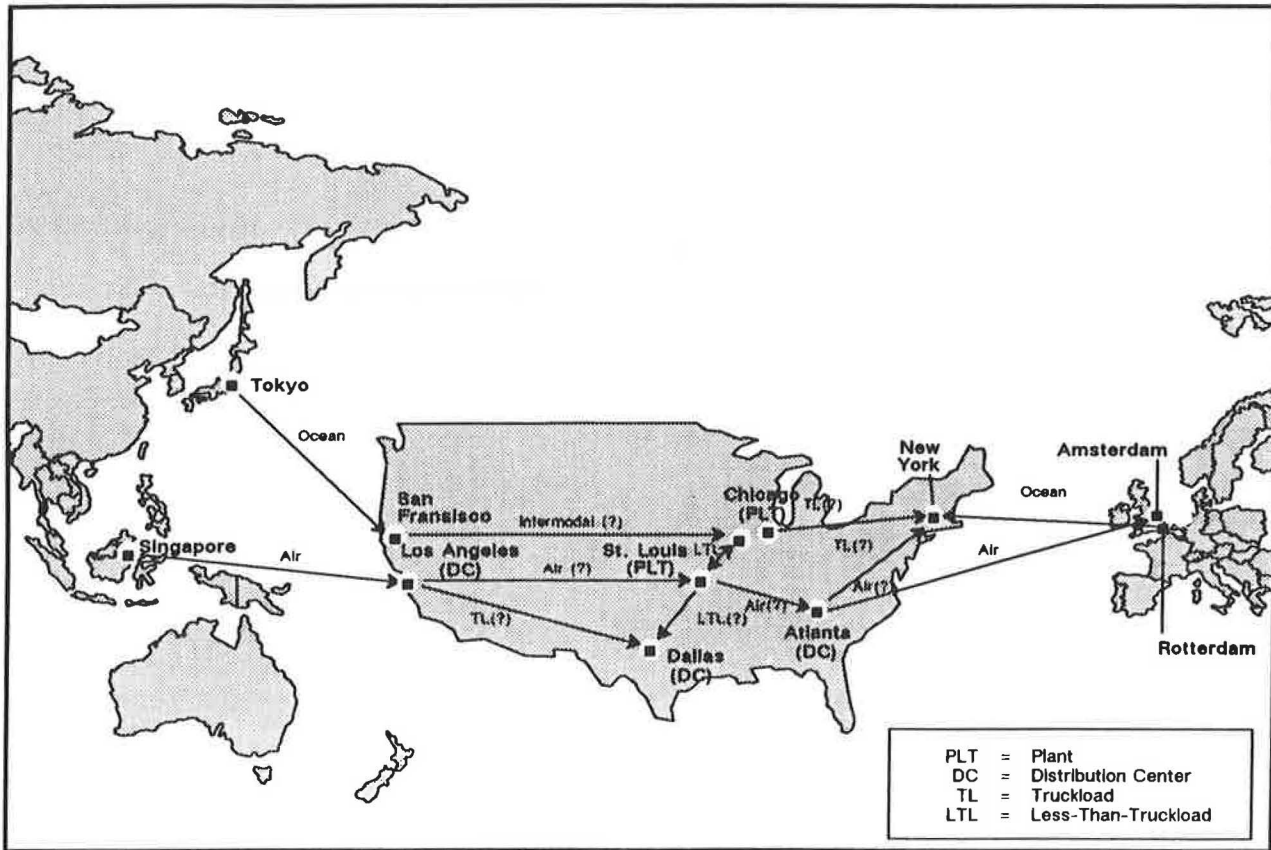 Tokyo
Ocean
New
York
Amsterdam
Ocean
San
Fransisco
Chicago
(PLT)
TL(?)
Intermodal (?)
Singapore
Air
Los Angeles
(DC)
St. Louis
(PLT)
LTL
TL(?)
Air (?)
Air
Air(?)
TL(?)
LTL(?)
Air(?)
Atlanta
(DC)
Dallas
(DC)
Rotterdam
PLT = Plant
DC = Distribution Center
TL = Truckload
LTL = Less-Than-Truckload